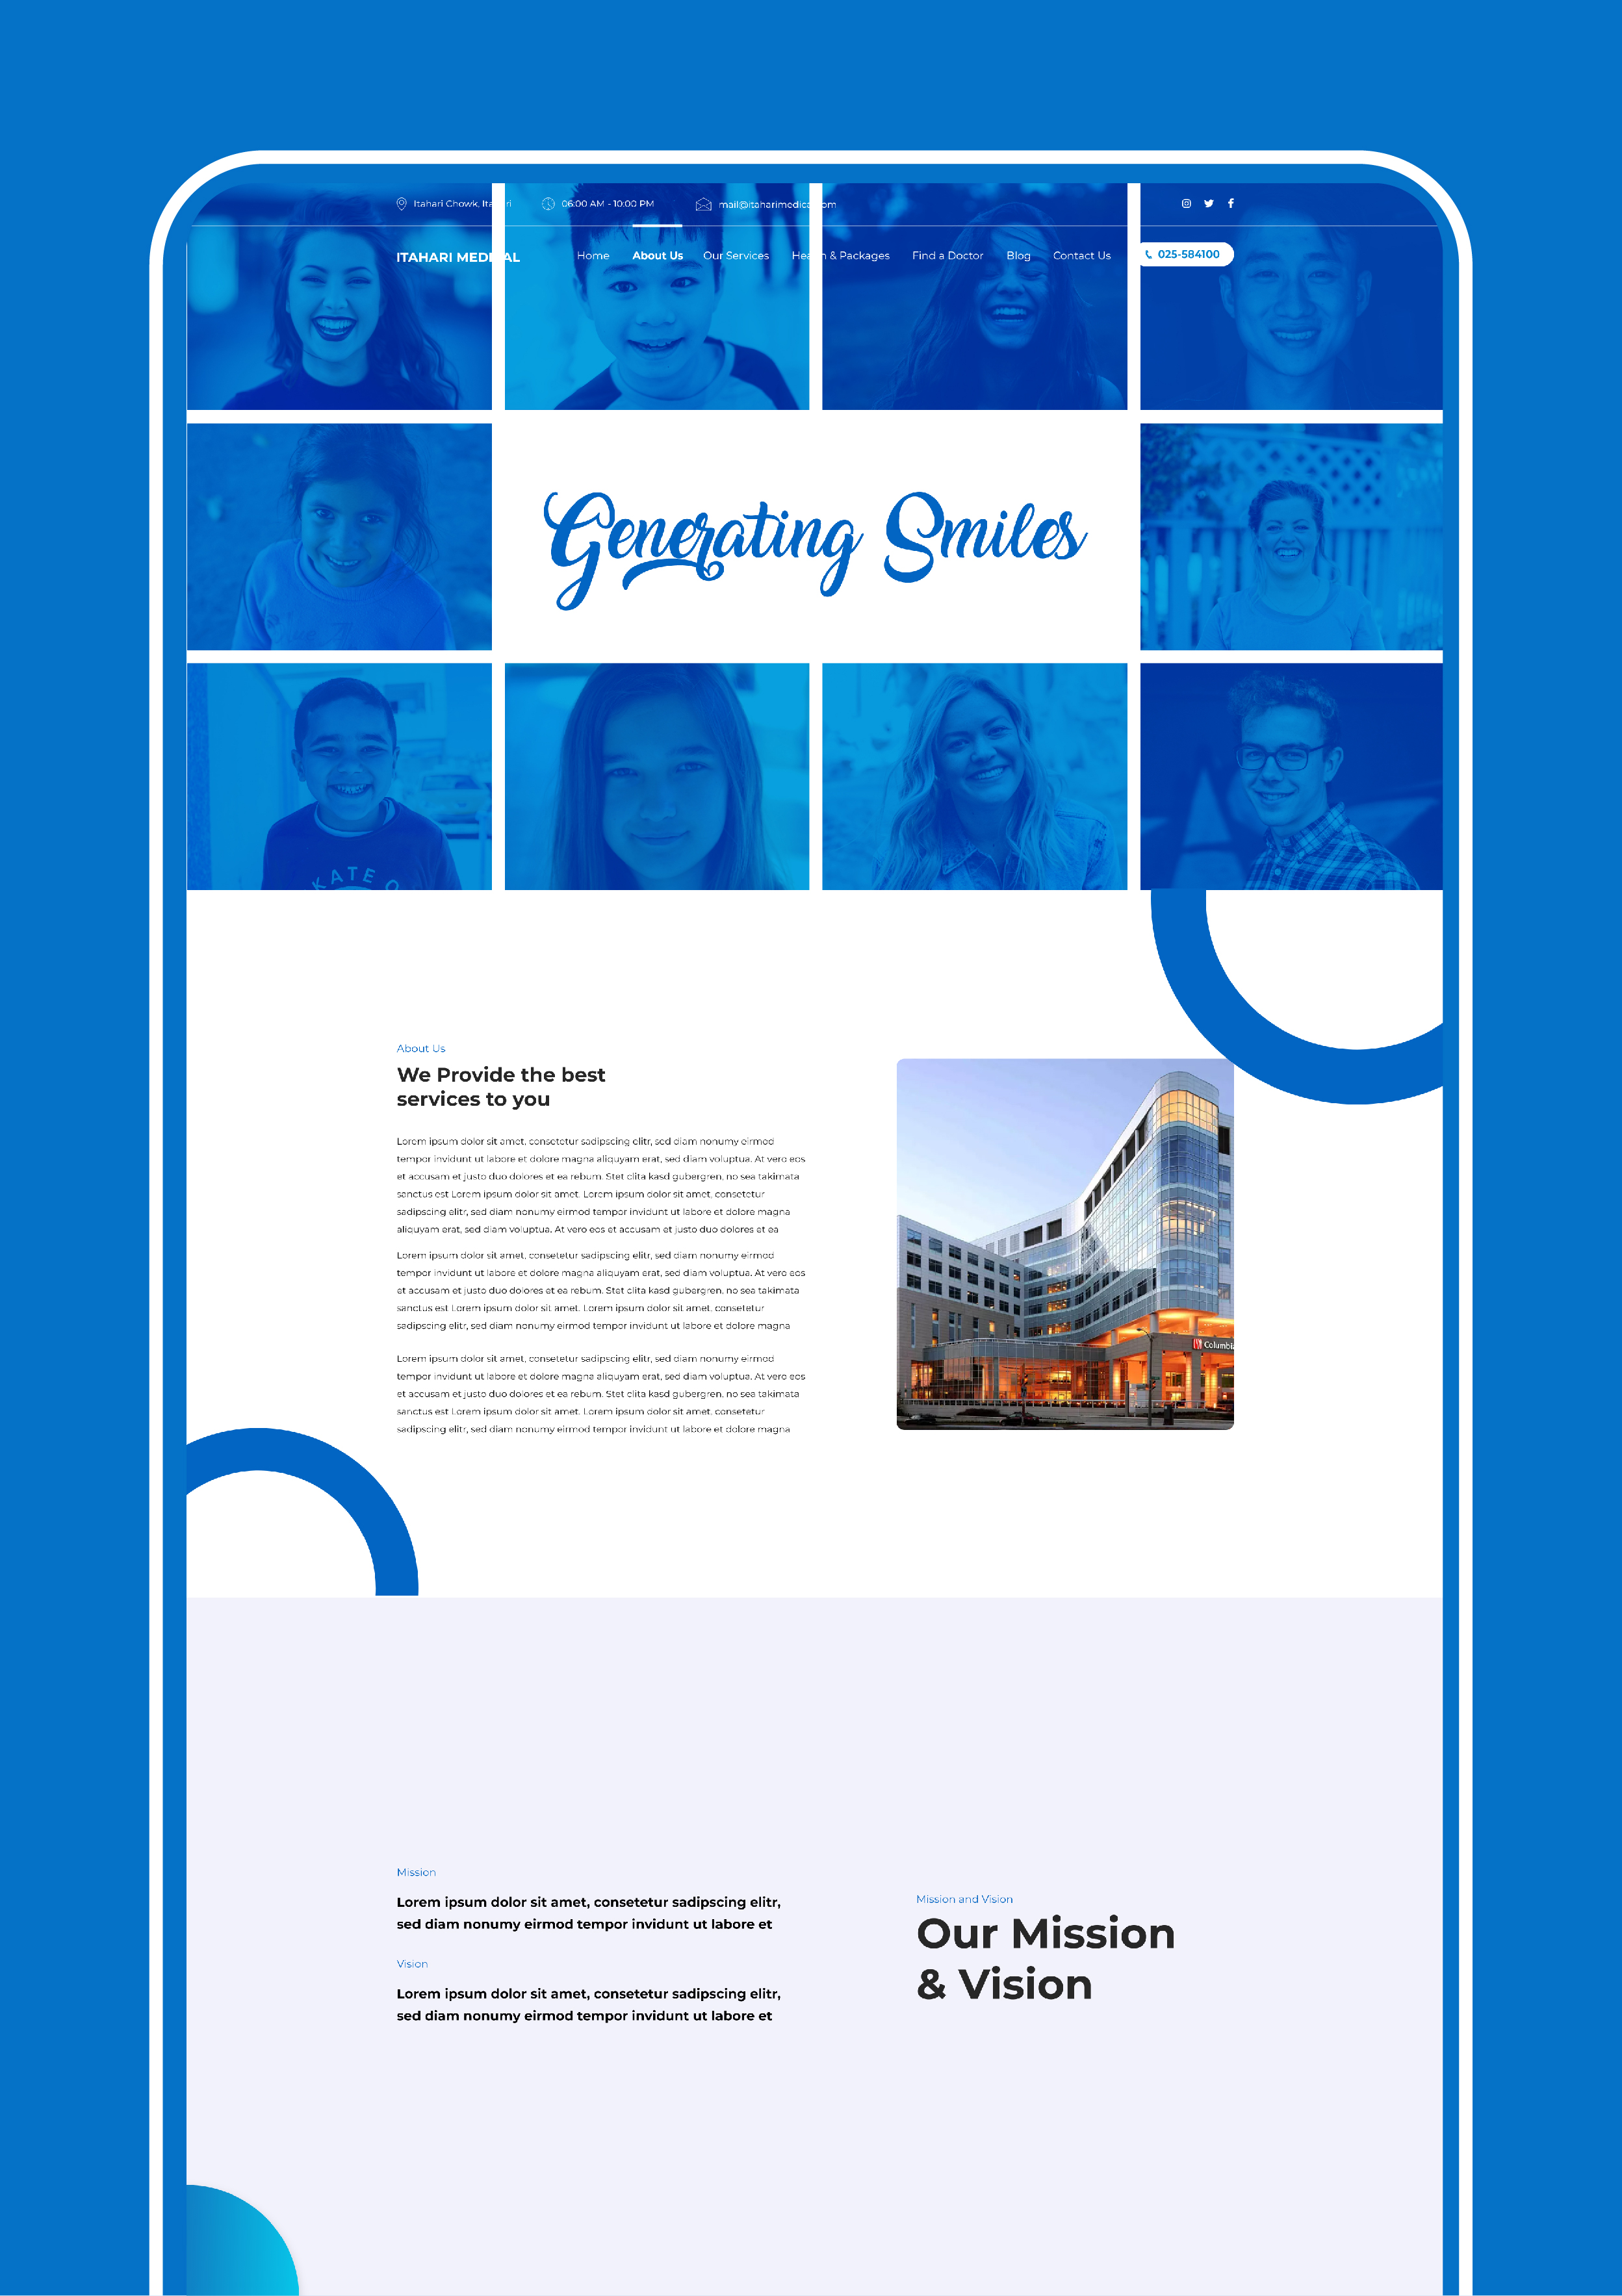 Itahari Chowk, Ita ri
06:00 AM - 10:00 PM
mail@itaharimedica om
ITAHARI MEDI AL
Home
About Us
Our Services
Hea h & Packages
Find a Doctor
Blog
Contact Us
025-584100
Generating Smiles
KATE O
About Us
We Provide the best
services to you
Lorem ipsum dolor sit amet, consetetur sadipscing elitr, sed diam nonumy eirmod
tempor invidunt ut labore et dolore magna aliquyam erat, sed diam voluptua. At vero eos
et accusam et justo duo dolores et ea rebum. Stet clita kasd gubergren, no sea takimata
sanctus est Lorem ipsum dolor sit amet. Lorem ipsum dolor sit amet, consetetur
sadipscing elitr, sed diam nonumy eirmod tempor invidunt ut labore et dolore magna
aliquyam erat, sed diam voluptua. At vero eos et accusam et justo duo dolores et ea
Lorem ipsum dolor sit amet, consetetur sadipscing elitr, sed diam nonumy eirmod
tempor invidunt ut labore et dolore magna aliquyam erat, sed diam voluptua. At vero eos
et accusam et justo duo dolores et ea rebum. Stet clita kasd gubergren, no sea takimata
sanctus est Lorem ipsum dolor sit amet. Lorem ipsum dolor sit amet, consetetur
sadipscing elitr, sed diam nonumy eirmod tempor invidunt ut labore et dolore magna
Lorem ipsum dolor sit amet, consetetur sadipscing elitr, sed diam nonumy eirmod
tempor invidunt ut labore et dolore magna aliquyam erat, sed diam voluptua. At vero eos
et accusam et justo duo dolores et ea rebum. Stet clita kasd gubergren, no sea takimata
sanctus est Lorem ipsum dolor sit amet. Lorem ipsum dolor sit amet, consetetur
sadipscing elitr, sed diam nonumy eirmod tempor invidunt ut labore et dolore magna
Columbi
Mission
Lorem ipsum dolor sit amet, consetetur sadipscing elitr,
sed diam nonumy eirmod tempor invidunt ut labore et
Vision
Lorem ipsum dolor sit amet, consetetur sadipscing elitr,
sed diam nonumy eirmod tempor invidunt ut labore et
Mission and Vision
Our Mission
& Vision